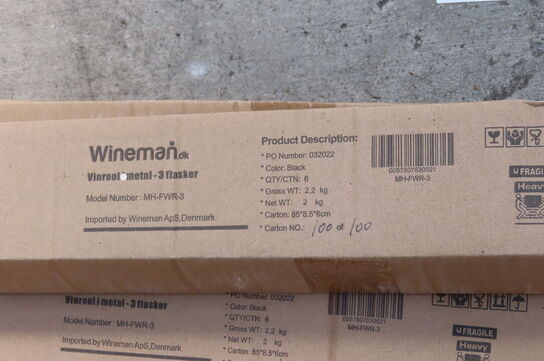 Wineman.dk
Vinreol i metal - 3 flasker
Model Number : MH-FWR-3
Imported by Wineman ApS,Denmark
Product Description:
* PO Number: 032022
* Color: Black
* QTY/CTN: 6
* Gross WT: 2.2 kg
* Net WT: 2 kg
* Carton: 85*8.5*6cm
* Carton NO.: 100 of 100
0057807530521
MH-FWR-3
FRAGILE
Heavy
Vinreol i metal - 3 flasker
Model Number : MH-FWR-3
Imported by Wineman ApS,Denmark
* PO Number: 032022
* Color: Black
* QTY/CTN: 6
* Gross WT: 2.2 kg
* Net WT: 2 kg
* Carton: 85*8.5*6cm
0057807530521
MH-FWR-3
FRAGILE
Heavy